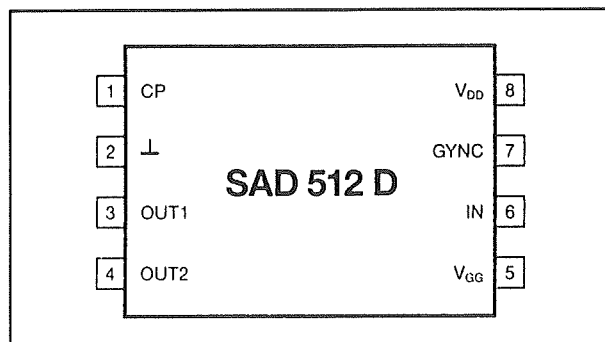 1 CP
2 ⊥
3 OUT1
4 OUT2
SAD 512 D
V_DD 8
GYNC 7
IN 6
V_GG 5